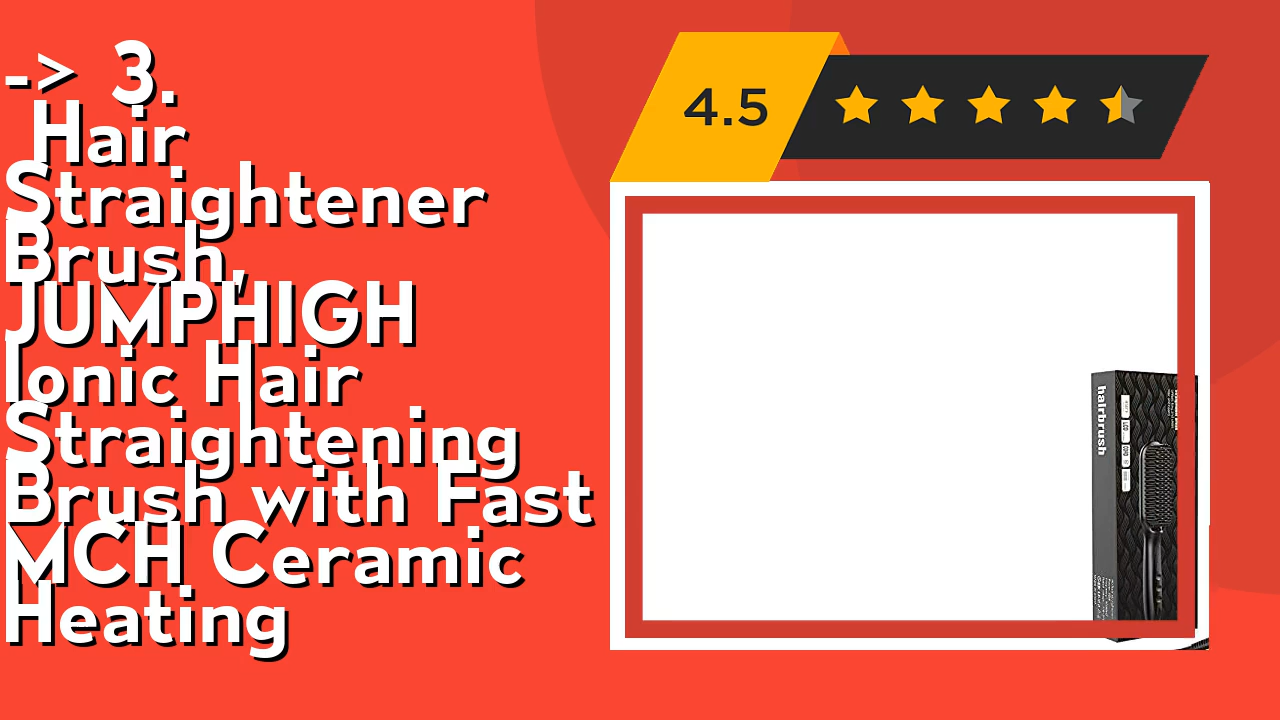 -> 3.
Hair
Straightener
Brush,
JUMPHIGH
Ionic Hair
Straightening
Brush with Fast
MCH Ceramic
Heating
4.5
hairbrush